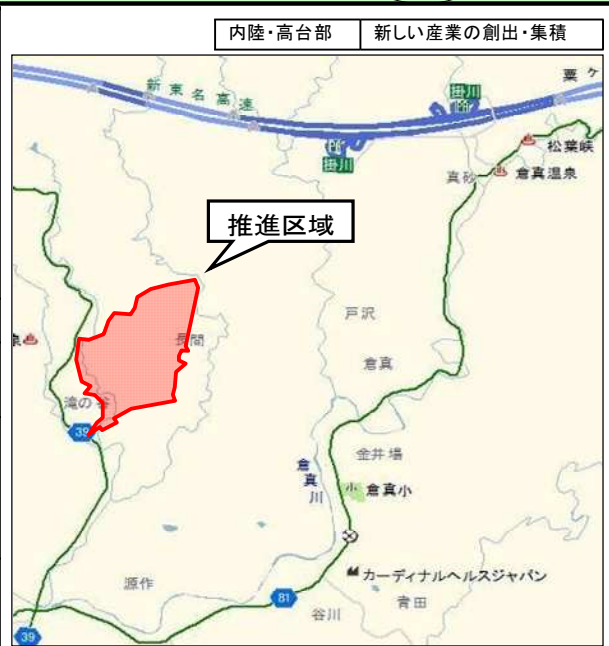 内陸・高台部 新しい産業の創出・集積
粟ケ
新東名高速
掛川
掛川
松葉峡
真砂
倉真温泉
推進区域
戸沢
長間
泉
倉真
滝の谷
39
金井場
倉真川
小 倉真小
カーディナルヘルスジャパン
源作
81
青田
谷川
39